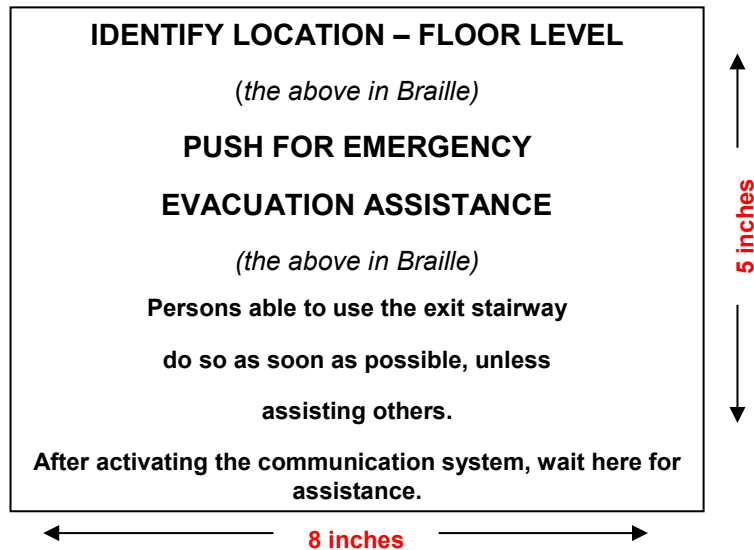 IDENTIFY LOCATION – FLOOR LEVEL
(the above in Braille)
PUSH FOR EMERGENCY
EVACUATION ASSISTANCE
(the above in Braille)
Persons able to use the exit stairway
do so as soon as possible, unless
assisting others.
After activating the communication system, wait here for
assistance.
5 inches
8 inches